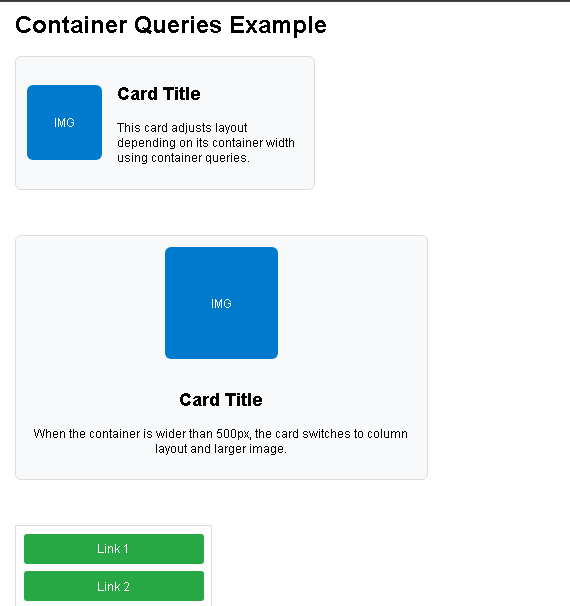 Container Queries Example
IMG
Card Title
This card adjusts layout
depending on its container width
using container queries.
IMG
Card Title
When the container is wider than 500px, the card switches to column
layout and larger image.
Link 1
Link 2